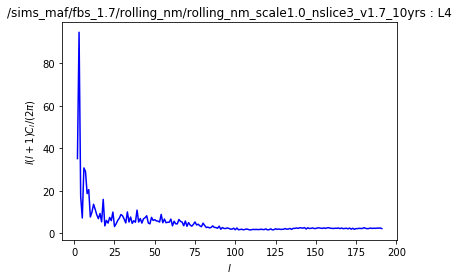 /sims_maf/fbs_1.7/rolling_nm/rolling_nm_scale1.0_nslice3_v1.7_10yrs : L4
80
60
40
20
0
l(l + 1)C_l/(2π)
0 25 50 75 100 125 150 175 200
l